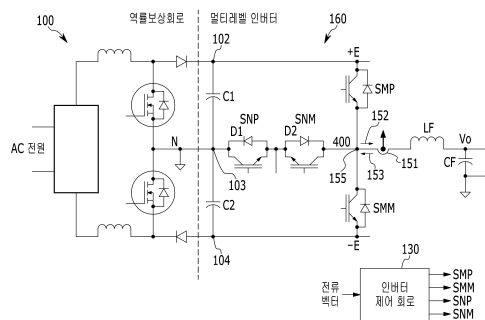 100
역률보상회로
멀티레벨 인버터
160
102
+E
SMP
C1
SNP
SNM
D1
D2
152
LF
Vo
400
N
AC 전원
151
CF
103
155
153
C2
SMM
104
-E
130
전류
벡터
인버터
제어 회로
SMP
SMM
SNP
SNM